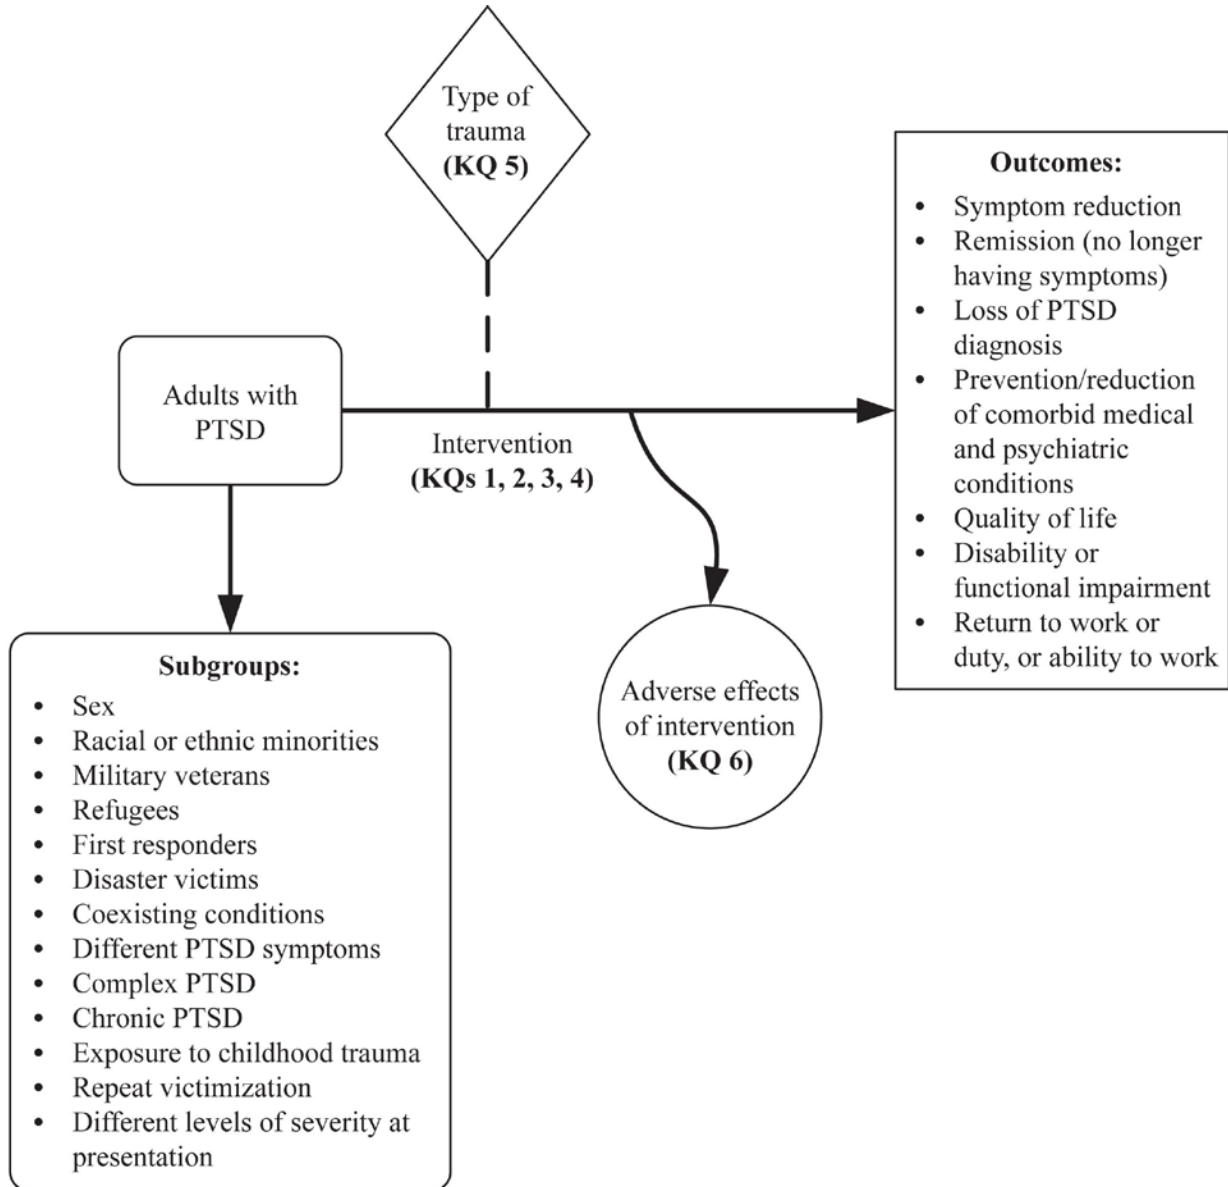 Type of
trauma
(KQ 5)
Adults with
PTSD
Intervention
(KQs 1, 2, 3, 4)
Outcomes:
• Symptom reduction
• Remission (no longer
having symptoms)
• Loss of PTSD
diagnosis
• Prevention/reduction
of comorbid medical
and psychiatric
conditions
• Quality of life
• Disability or
functional impairment
• Return to work or
duty, or ability to work
Adverse effects
of intervention
(KQ 6)
Subgroups:
• Sex
• Racial or ethnic minorities
• Military veterans
• Refugees
• First responders
• Disaster victims
• Coexisting conditions
• Different PTSD symptoms
• Complex PTSD
• Chronic PTSD
• Exposure to childhood trauma
• Repeat victimization
• Different levels of severity at
presentation